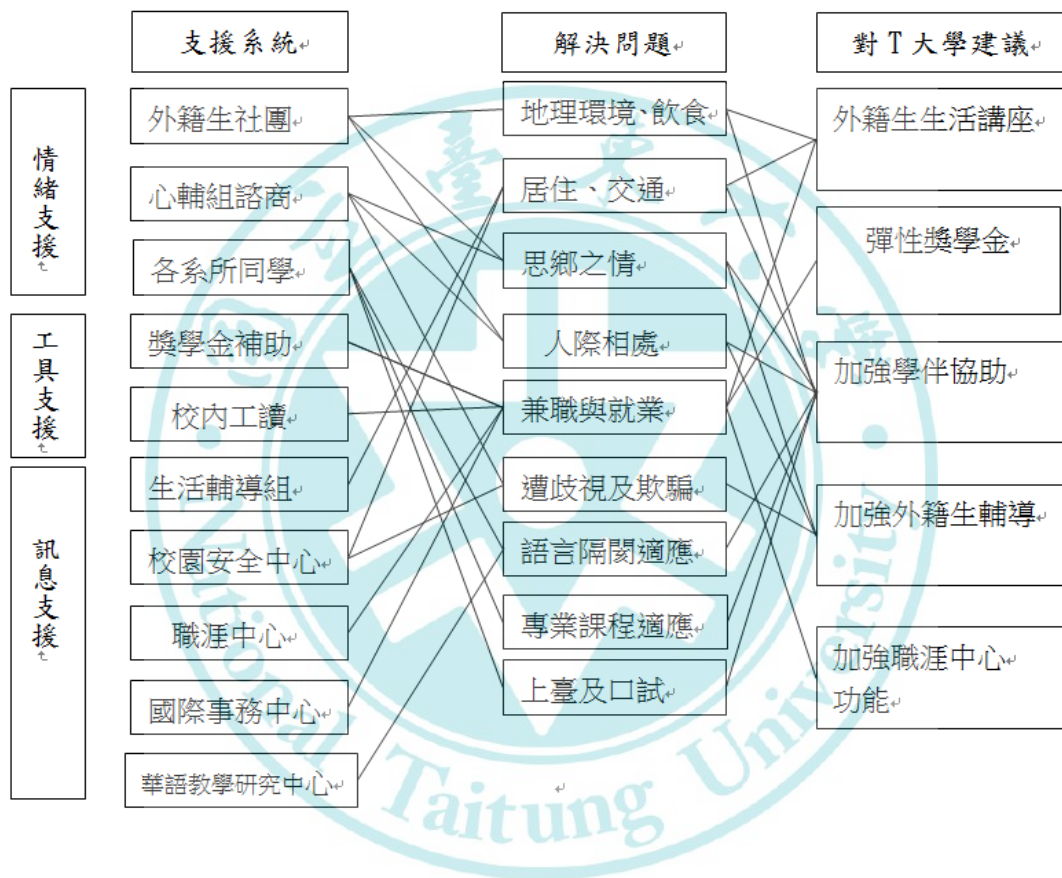 支援系統
解決問題
對T大學建議
情緒支援
外籍生社團
心輔組諮商
各系所同學
工具支援
獎學金補助
校內工讀
訊息支援
生活輔導組
校園安全中心
職涯中心
國際事務中心
華語教學研究中心
地理環境、飲食
居住、交通
思鄉之情
人際相處
兼職與就業
遭歧視及欺騙
語言隔閡適應
專業課程適應
上臺及口試
外籍生生活講座
彈性獎學金
加強學伴協助
加強外籍生輔導
加強職涯中心
功能
National Taitung University